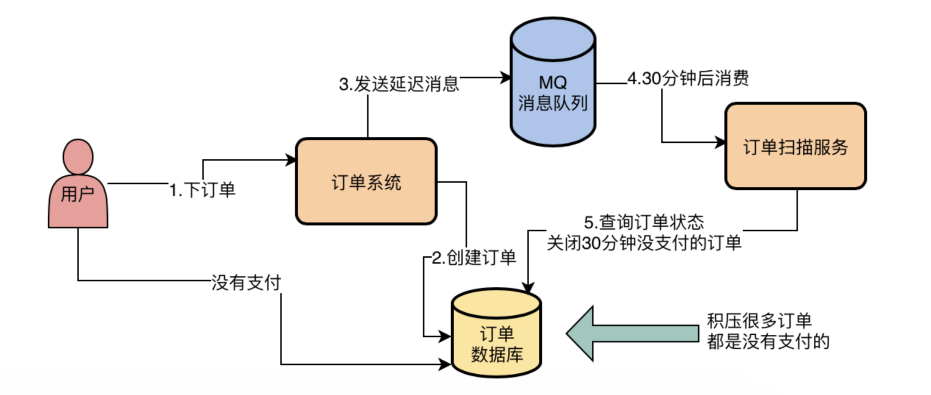 3.发送延迟消息
MQ
消息队列
4.30分钟后消费
订单扫描服务
用户
1.下订单
订单系统
5.查询订单状态
关闭30分钟没支付的订单
2.创建订单
没有支付
订单
数据库
积压很多订单
都是没有支付的